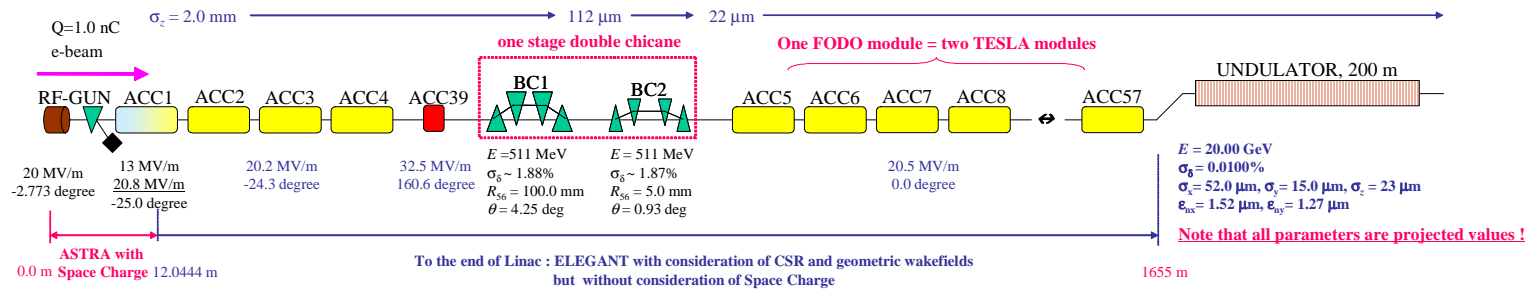 σz = 2.0 mm
112 μm
22 μm
Q=1.0 nC
e-beam
one stage double chicane
One FODO module = two TESLA modules
UNDULATOR, 200 m
RF-GUN
ACC1
ACC2
ACC3
ACC4
ACC39
BC1
BC2
ACC5
ACC6
ACC7
ACC8
ACC57
20 MV/m
-2.773 degree
13 MV/m
20.8 MV/m
-25.0 degree
20.2 MV/m
-24.3 degree
32.5 MV/m
160.6 degree
E =511 MeV
σδ ~ 1.88%
R56 = 100.0 mm
θ = 4.25 deg
E = 511 MeV
σδ ~ 1.87%
R56 = 5.0 mm
θ = 0.93 deg
20.5 MV/m
0.0 degree
E = 20.00 GeV
σδ = 0.0100%
σx= 52.0 μm, σy= 15.0 μm, σz = 23 μm
εnx= 1.52 μm, εny= 1.27 μm
Note that all parameters are projected values !
ASTRA with
Space Charge
0.0 m
12.0444 m
To the end of Linac : ELEGANT with consideration of CSR and geometric wakefields
but without consideration of Space Charge
1655 m